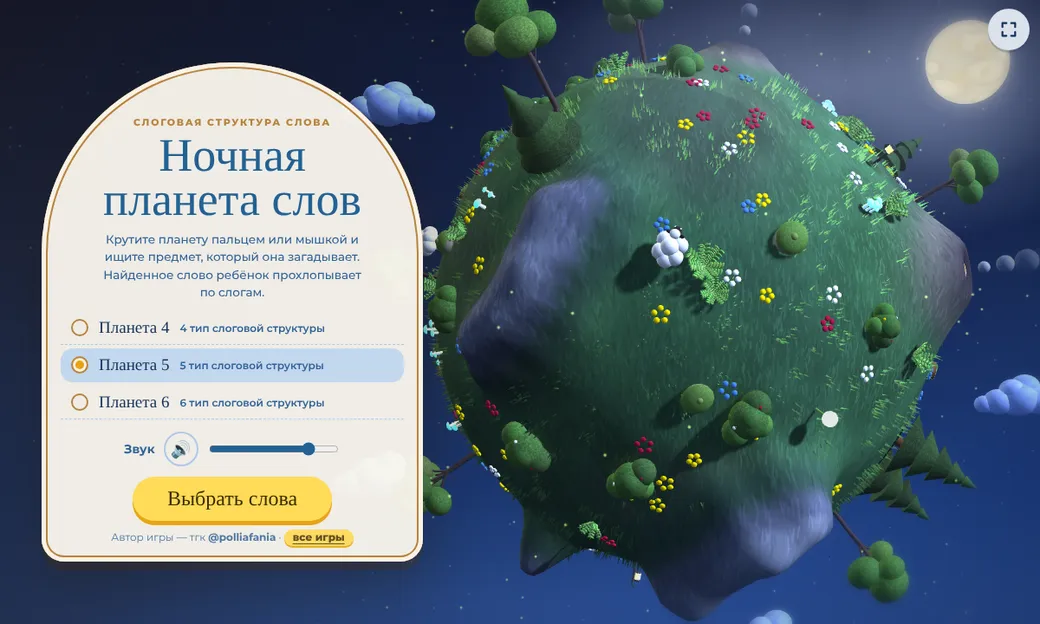 СЛОГОВАЯ СТРУКТУРА СЛОВА
Ночная
планета слов
Крутите планету пальцем или мышкой и
ищите предмет, который она загадывает.
Найденное слово ребёнок прохлопывает
по слогам.
Планета 4 4 тип слоговой структуры
Планета 5 5 тип слоговой структуры
Планета 6 6 тип слоговой структуры
Звук
Выбрать слова
Автор игры — тгк @polliafania · все игры